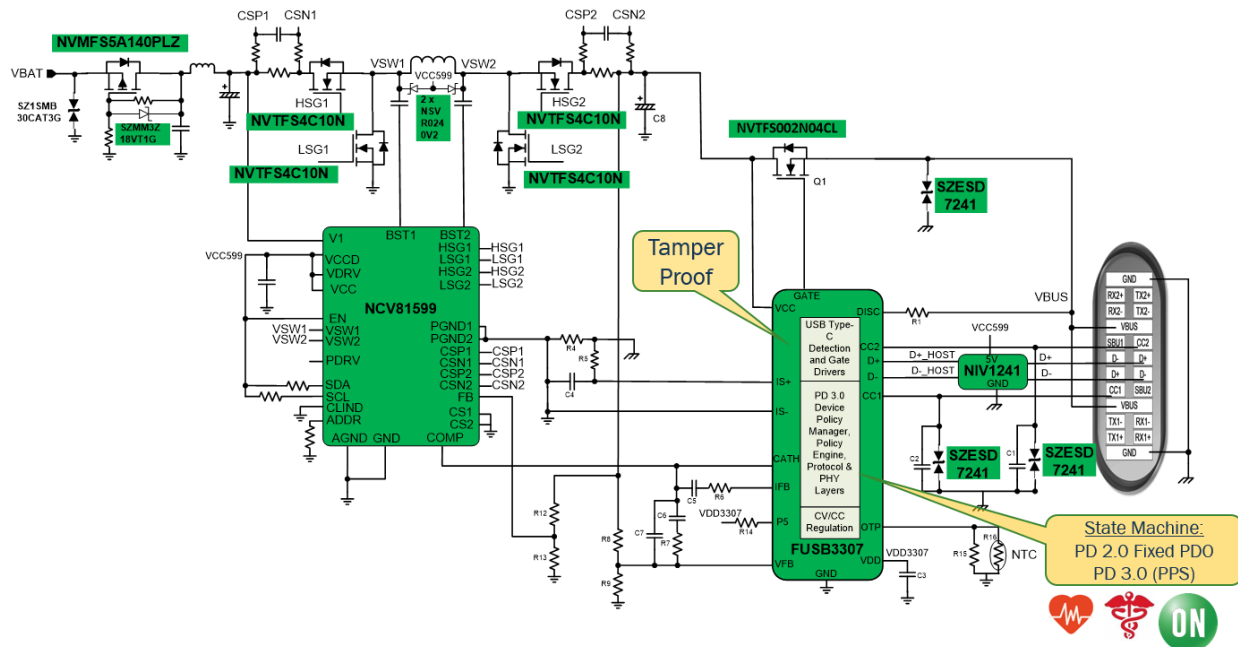 CSP1 CSN1
CSP2 CSN2
NVMFS5A140PLZ
VBAT
SZ1SMB
30CAT3G
SZMM3Z
18VT1G
VSW1
VCC599
VSW2
2 x
NSV
R024
0V2
HSG1
NVTFS4C10N
LSG1
NVTFS4C10N
HSG2
NVTFS4C10N
LSG2
NVTFS4C10N
C8
NVTFS002N04CL
Q1
SZESD
7241
Tamper
Proof
V1
BST1
BST2
VCC599
VCCD
VDRV
VCC
NCV81599
EN
VSW1
VSW1
VSW2
VSW2
PDRV
SDA
SCL
CLIND
ADDR
AGND
GND
COMP
HSG1
HSG1
LSG1
LSG1
HSG2
HSG2
LSG2
LSG2
PGND1
PGND2
CSP1
CSP1
CSN1
CSN1
CSP2
CSP2
CSN2
CSN2
FB
CS1
CS2
R4
R5
C4
R12
R13
R8
R9
C7
C6
R7
C5
R6
VDD3307
R14
GATE
VCC
IS+
IS-
CATH
IFB
P5
VFB
USB Type-
C
Detection
and Gate
Drivers
PD 3.0
Device
Policy
Manager,
Policy
Engine,
Protocol &
PHY
Layers
CV/CC
Regulation
FUSB3307
GND
DISC
CC2
D+
D-
CC1
OTP
VDD
R1
VBUS
VCC599
D+_HOST
D-_HOST
5V
NIV1241
GND
D+
D-
C2
SZESD
7241
C1
SZESD
7241
VDD3307
C3
R15
R16
NTC
GND
RX2+ TX2+
RX2- TX2-
VBUS
SBU1 CC2
D- D+
D+ D-
CC1 SBU2
VBUS
TX1- RX1-
TX1+ RX1+
GND
State Machine:
PD 2.0 Fixed PDO
PD 3.0 (PPS)
ON